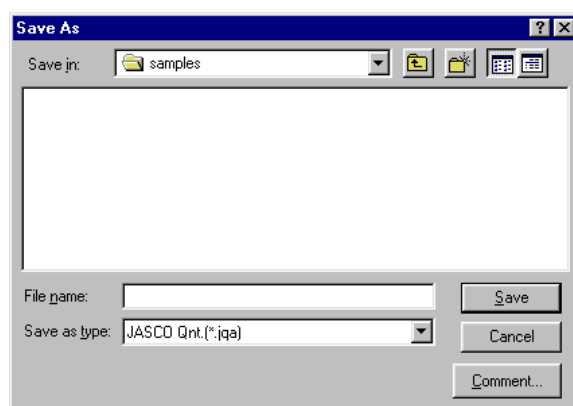 Save As
Save in: samples
File name:
Save
Save as type: JASCO Qnt.(*.jqa)
Cancel
Comment...